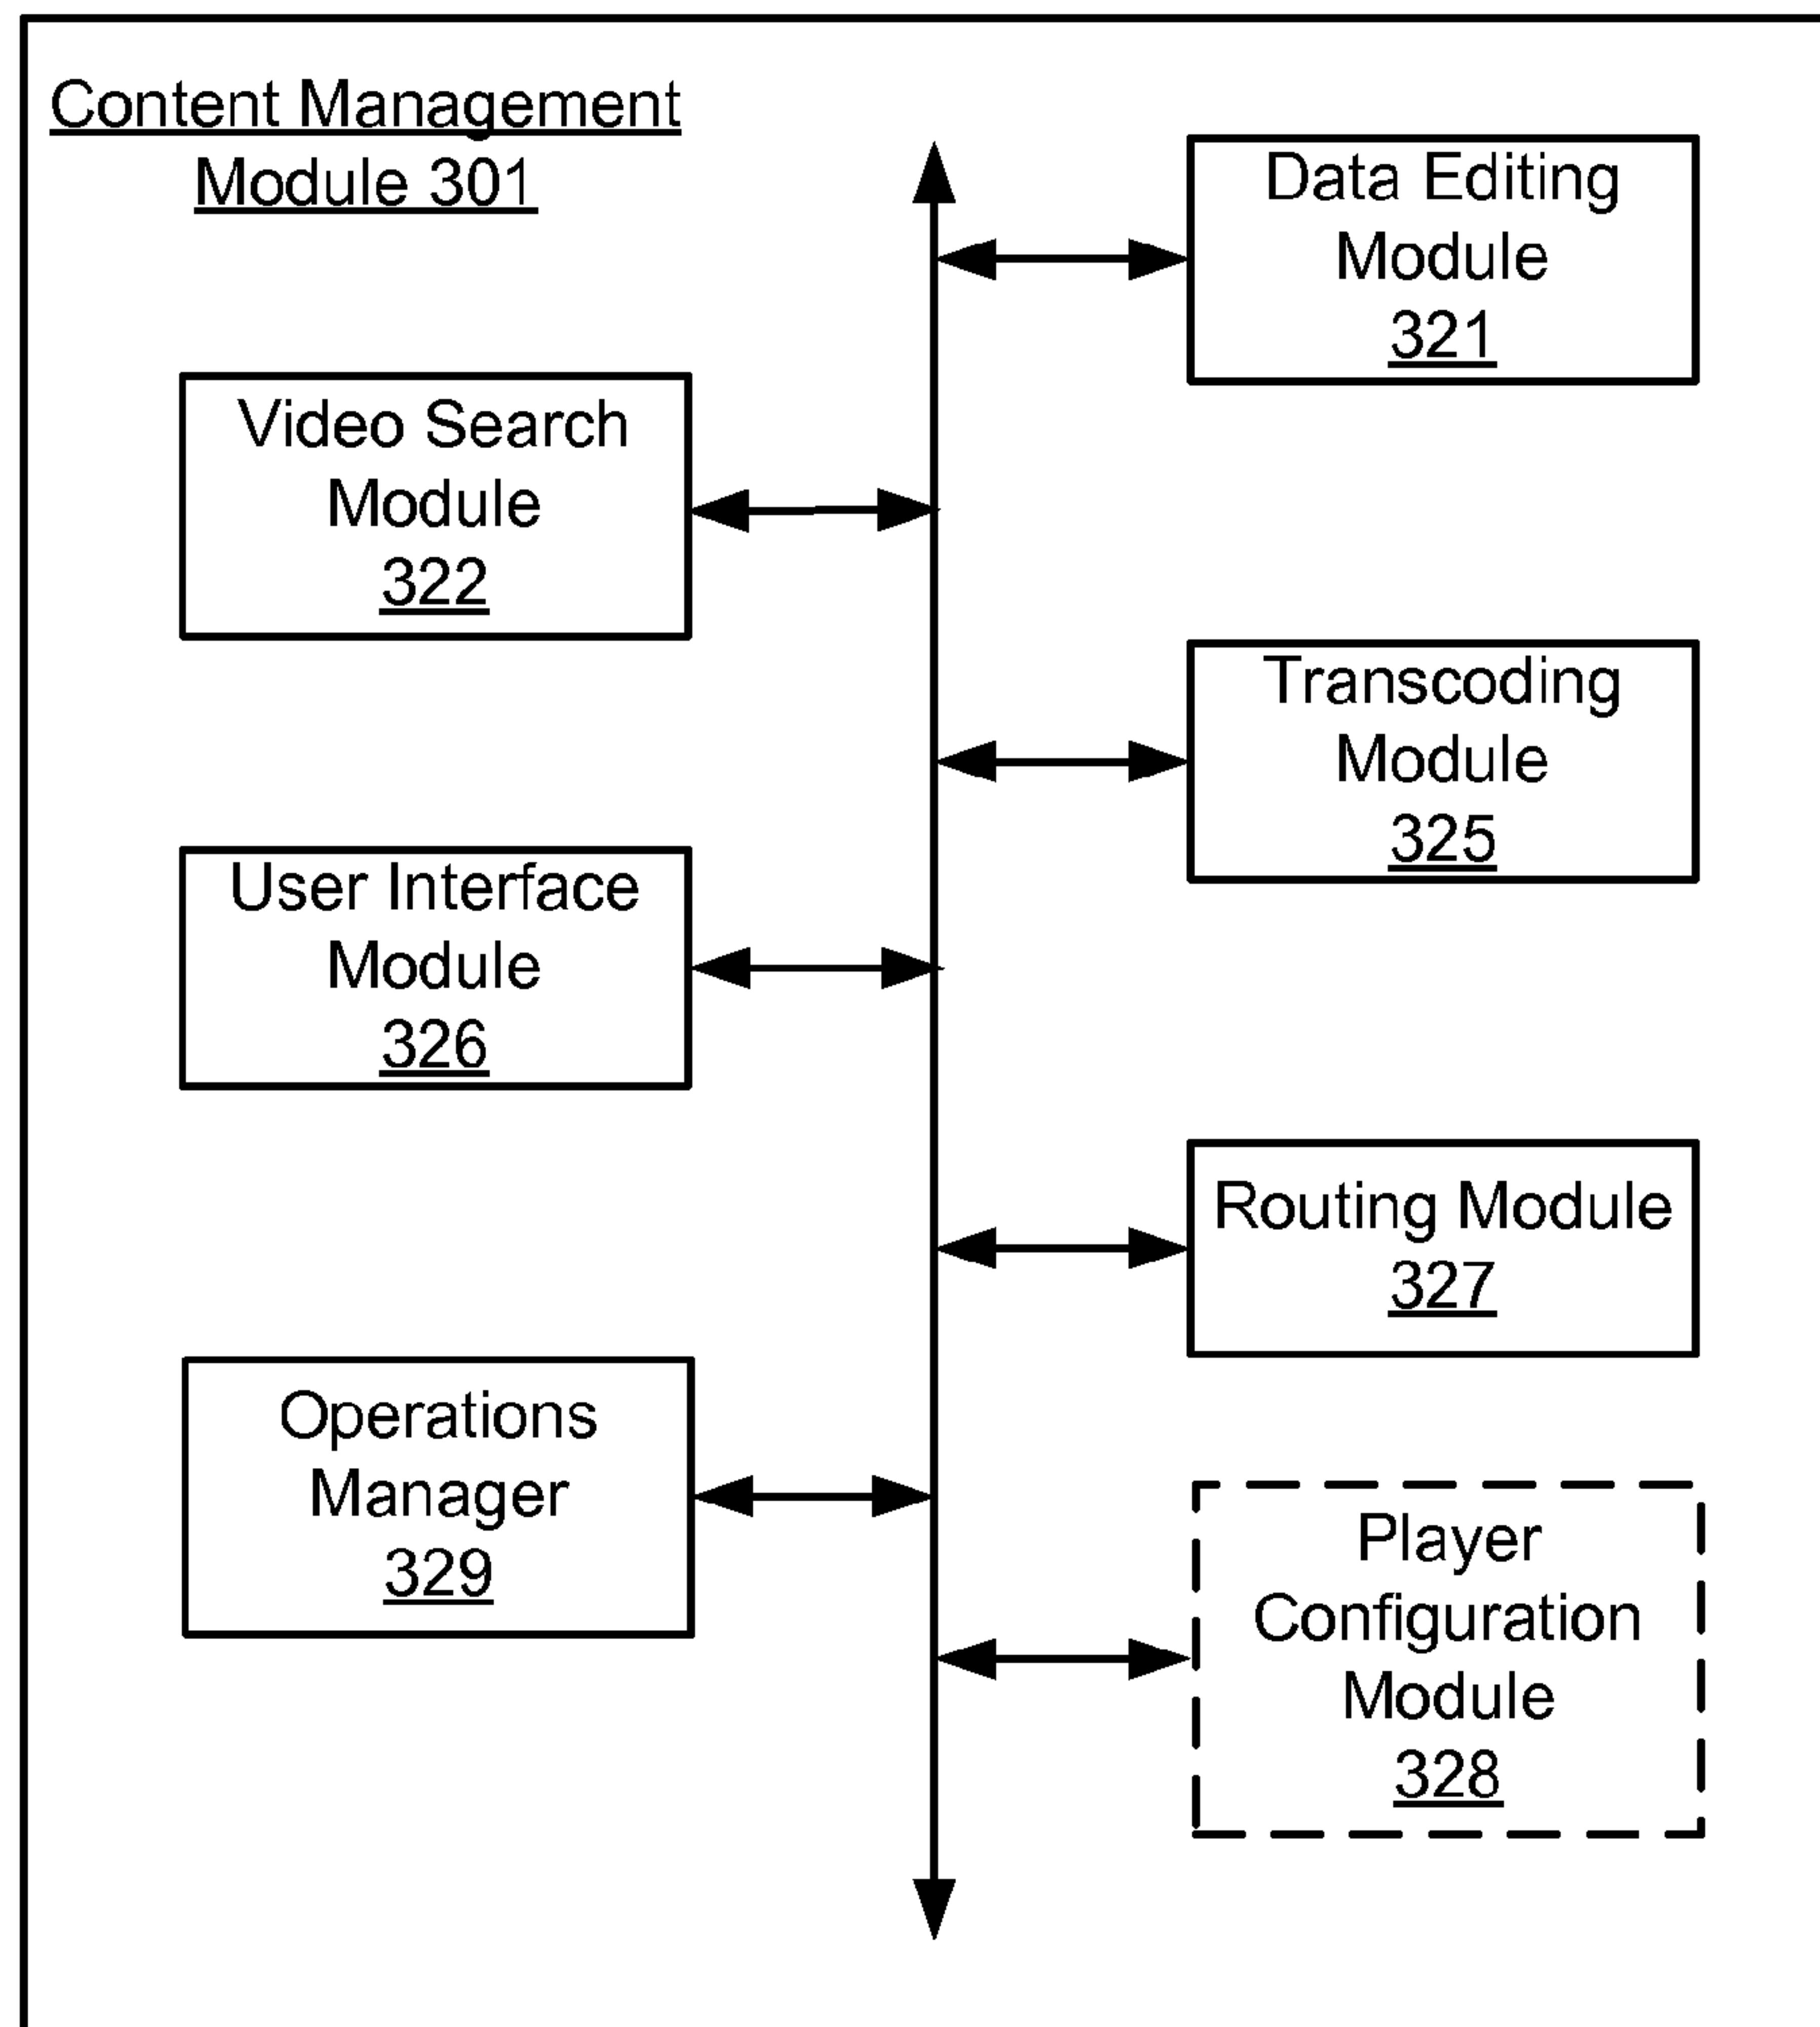 Content Management
Module 301
Data Editing
Module
321
Video Search
Module
322
Transcoding
Module
325
User Interface
Module
326
Routing Module
327
Operations
Manager
329
Player
Configuration
Module
328